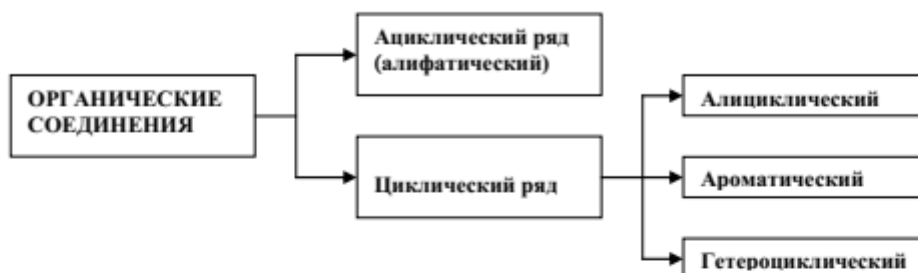 Ациклический ряд
(алифатический)
ОРГАНИЧЕСКИЕ
СОЕДИНЕНИЯ
Алициклический
Циклический ряд
Ароматический
Гетероциклический